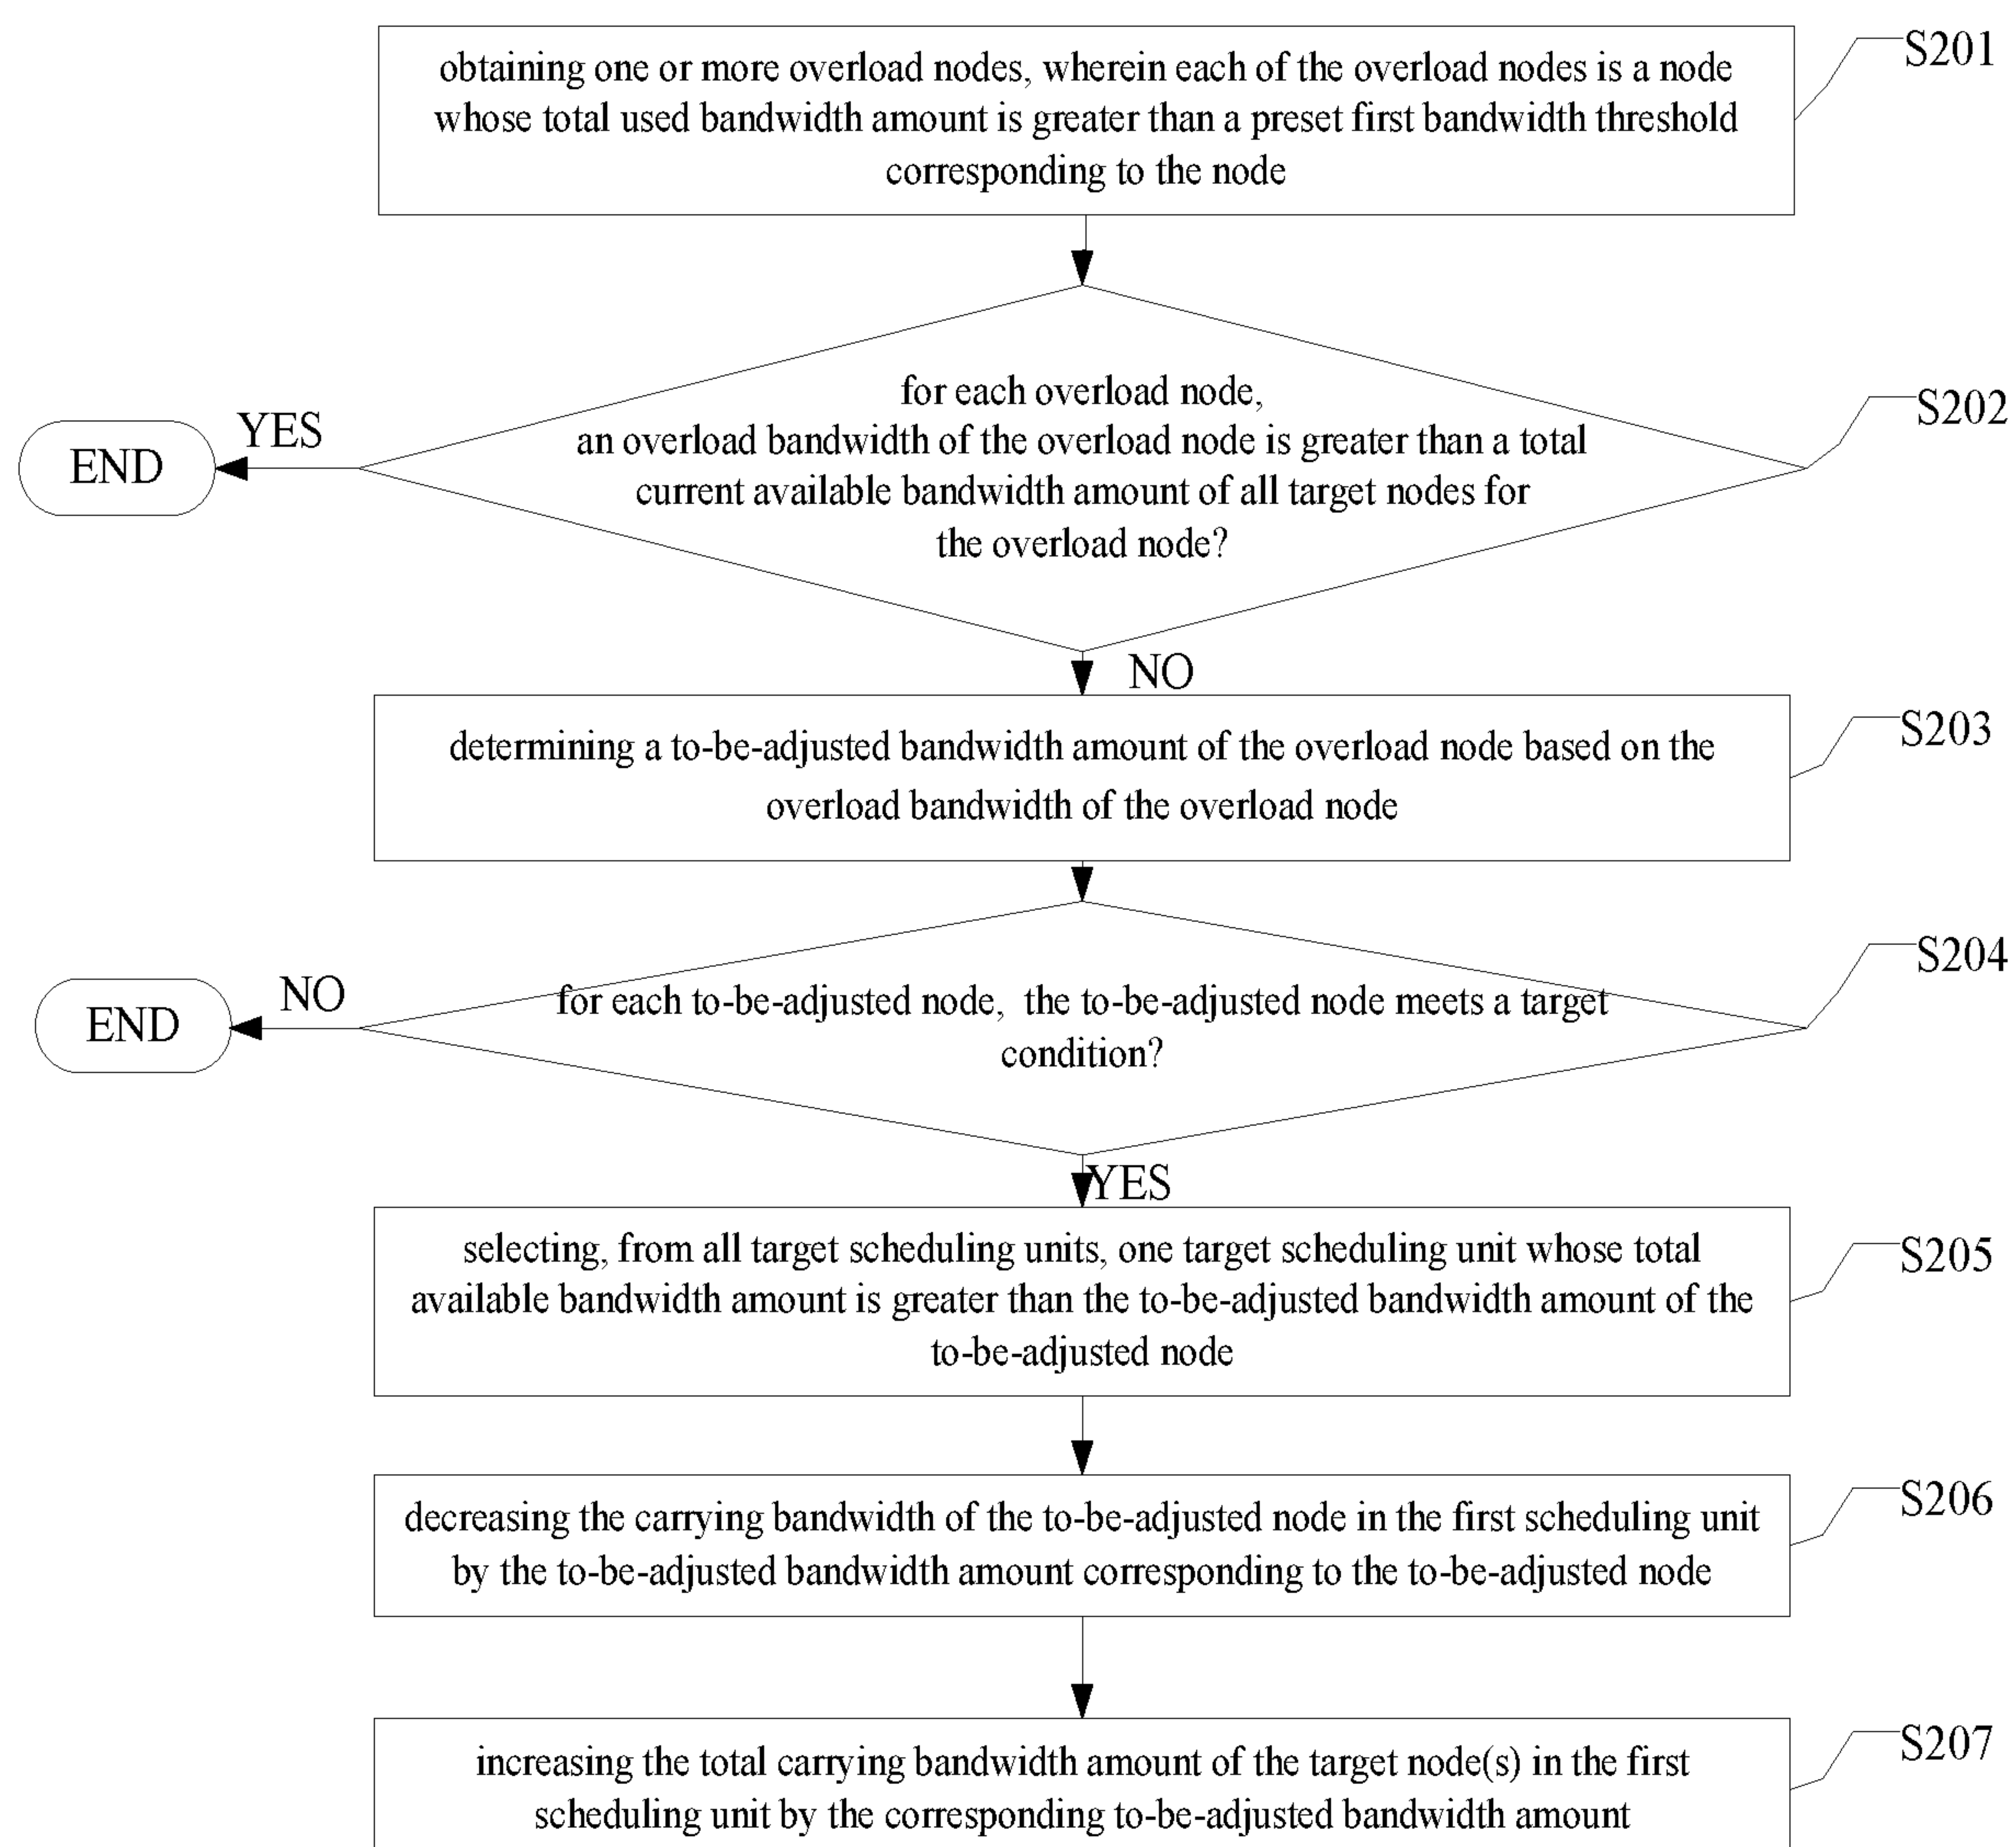 obtaining one or more overload nodes, wherein each of the overload nodes is a node
whose total used bandwidth amount is greater than a preset first bandwidth threshold
corresponding to the node
S201
for each overload node,
an overload bandwidth of the overload node is greater than a total
current available bandwidth amount of all target nodes for
the overload node?
S202
YES
END
NO
determining a to-be-adjusted bandwidth amount of the overload node based on the
overload bandwidth of the overload node
S203
for each to-be-adjusted node, the to-be-adjusted node meets a target
condition?
S204
NO
END
YES
selecting, from all target scheduling units, one target scheduling unit whose total
available bandwidth amount is greater than the to-be-adjusted bandwidth amount of the
to-be-adjusted node
S205
decreasing the carrying bandwidth of the to-be-adjusted node in the first scheduling unit
by the to-be-adjusted bandwidth amount corresponding to the to-be-adjusted node
S206
increasing the total carrying bandwidth amount of the target node(s) in the first
scheduling unit by the corresponding to-be-adjusted bandwidth amount
S207